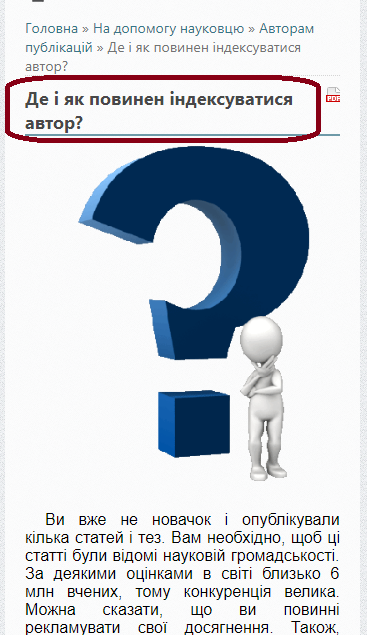 Головна » На допомогу науковцю » Авторам
публікацій » Де і як повинен індексуватися
автор?
Де і як повинен індексуватися
автор?
PDF
Ви вже не новачок і опублікували
кілька статей і тез. Вам необхідно, щоб ці
статті були відомі науковій громадськості.
За деякими оцінками в світі близько 6
млн вчених, тому конкуренція велика.
Можна сказати, що ви повинні
рекламувати свої досягнення. Також,